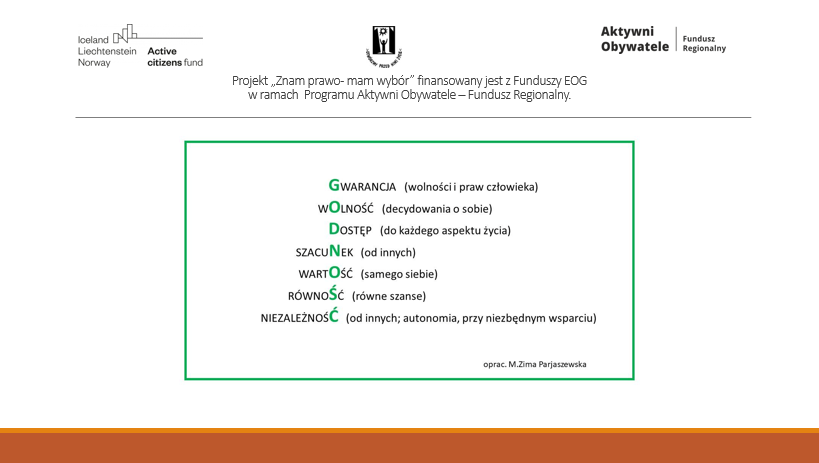 Iceland
Liechtenstein
Norway
Active
citizens fund
Aktywni
Obywatele
Fundusz
Regionalny
Projekt „Znam prawo- mam wybór” finansowany jest z Funduszy EOG
w ramach Programu Aktywni Obywatele – Fundusz Regionalny.
GWARANCJA (wolności i praw człowieka)
WOLNOŚĆ (decydowania o sobie)
DOSTĘP (do każdego aspektu życia)
SZACUNEK (od innych)
WARTOŚĆ (samego siebie)
RÓWNOŚĆ (równe szanse)
NIEZALEŻNOŚĆ (od innych; autonomia, przy niezbędnym wsparciu)
oprac. M.Zima Parjaszewska